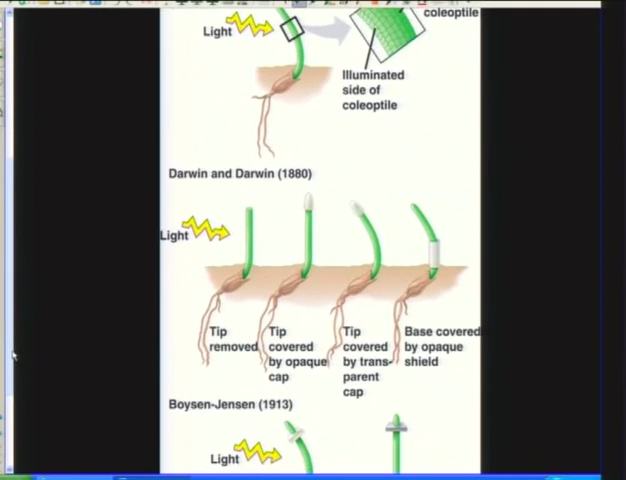 coleoptile
Light
Illuminated
side of
coleoptile
Darwin and Darwin (1880)
Light
Tip
removed
Tip
covered
by opaque
cap
Tip
covered
by trans-
parent
cap
Base covered
by opaque
shield
Boysen-Jensen (1913)
Light